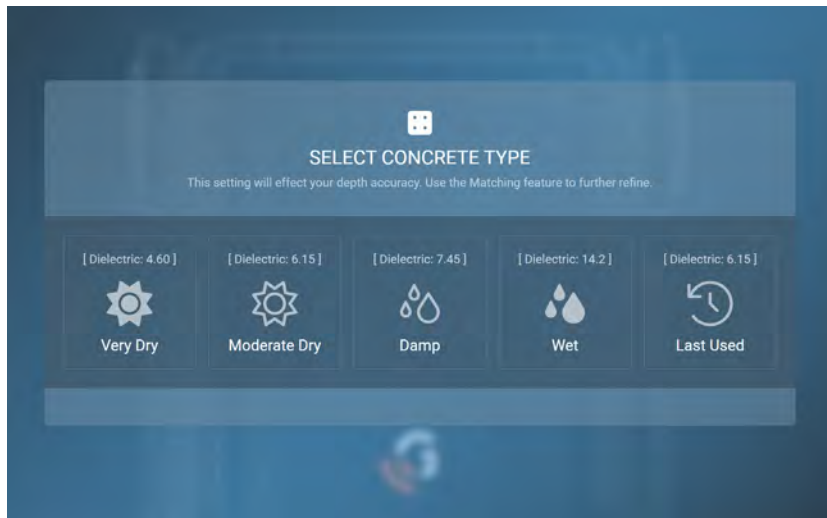 SELECT CONCRETE TYPE
This setting will effect your depth accuracy. Use the Matching feature to further refine.
[ Dielectric: 4.60 ]
Very Dry
[ Dielectric: 6.15 ]
Moderate Dry
[ Dielectric: 7.45 ]
Damp
[ Dielectric: 14.2 ]
Wet
[ Dielectric: 6.15 ]
Last Used